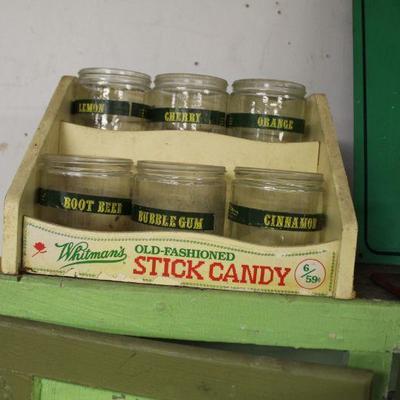 LEMON
CHERRY
ORANGE
ROOT BEER
BUBBLE GUM
CINNAMON
Whitman's OLD-FASHIONED
STICK CANDY
6/59¢